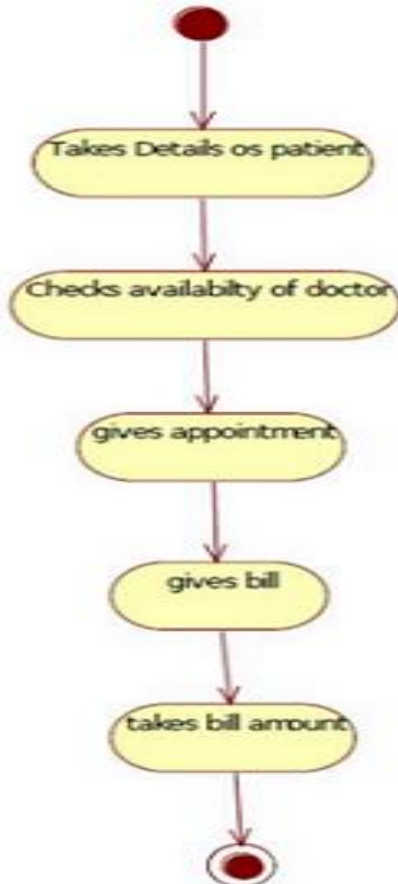 Takes Details os patient
Checks availabilty of doctor
gives appointment
gives bill
takes bill amount